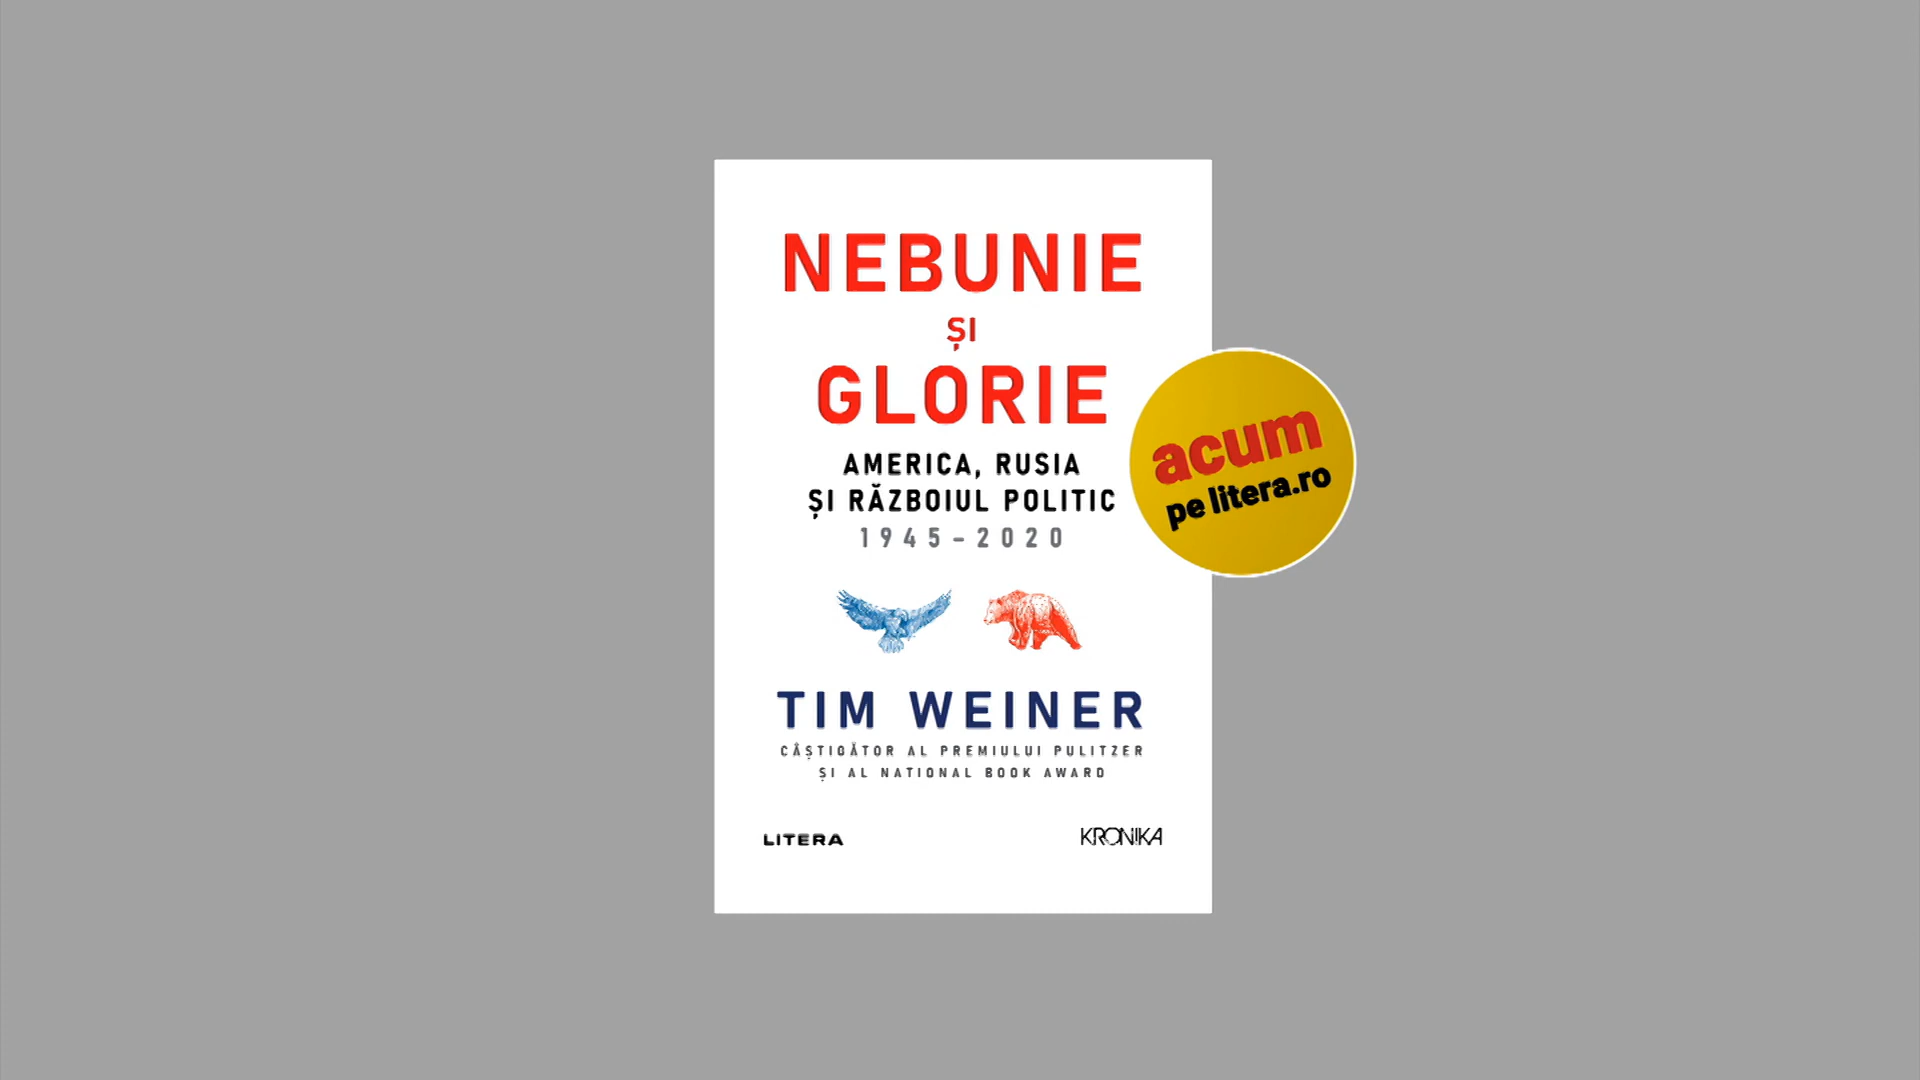 NEBUNIE
ȘI
GLORIE
AMERICA, RUSIA
ȘI RĂZBOIUL POLITIC
1945-2020
acum
pe litera.ro
TIM WEINER
CÂȘTIGĂTOR AL PREMIULUI PULITZER
ȘI AL NATIONAL BOOK AWARD
LITERA
KRONIKA